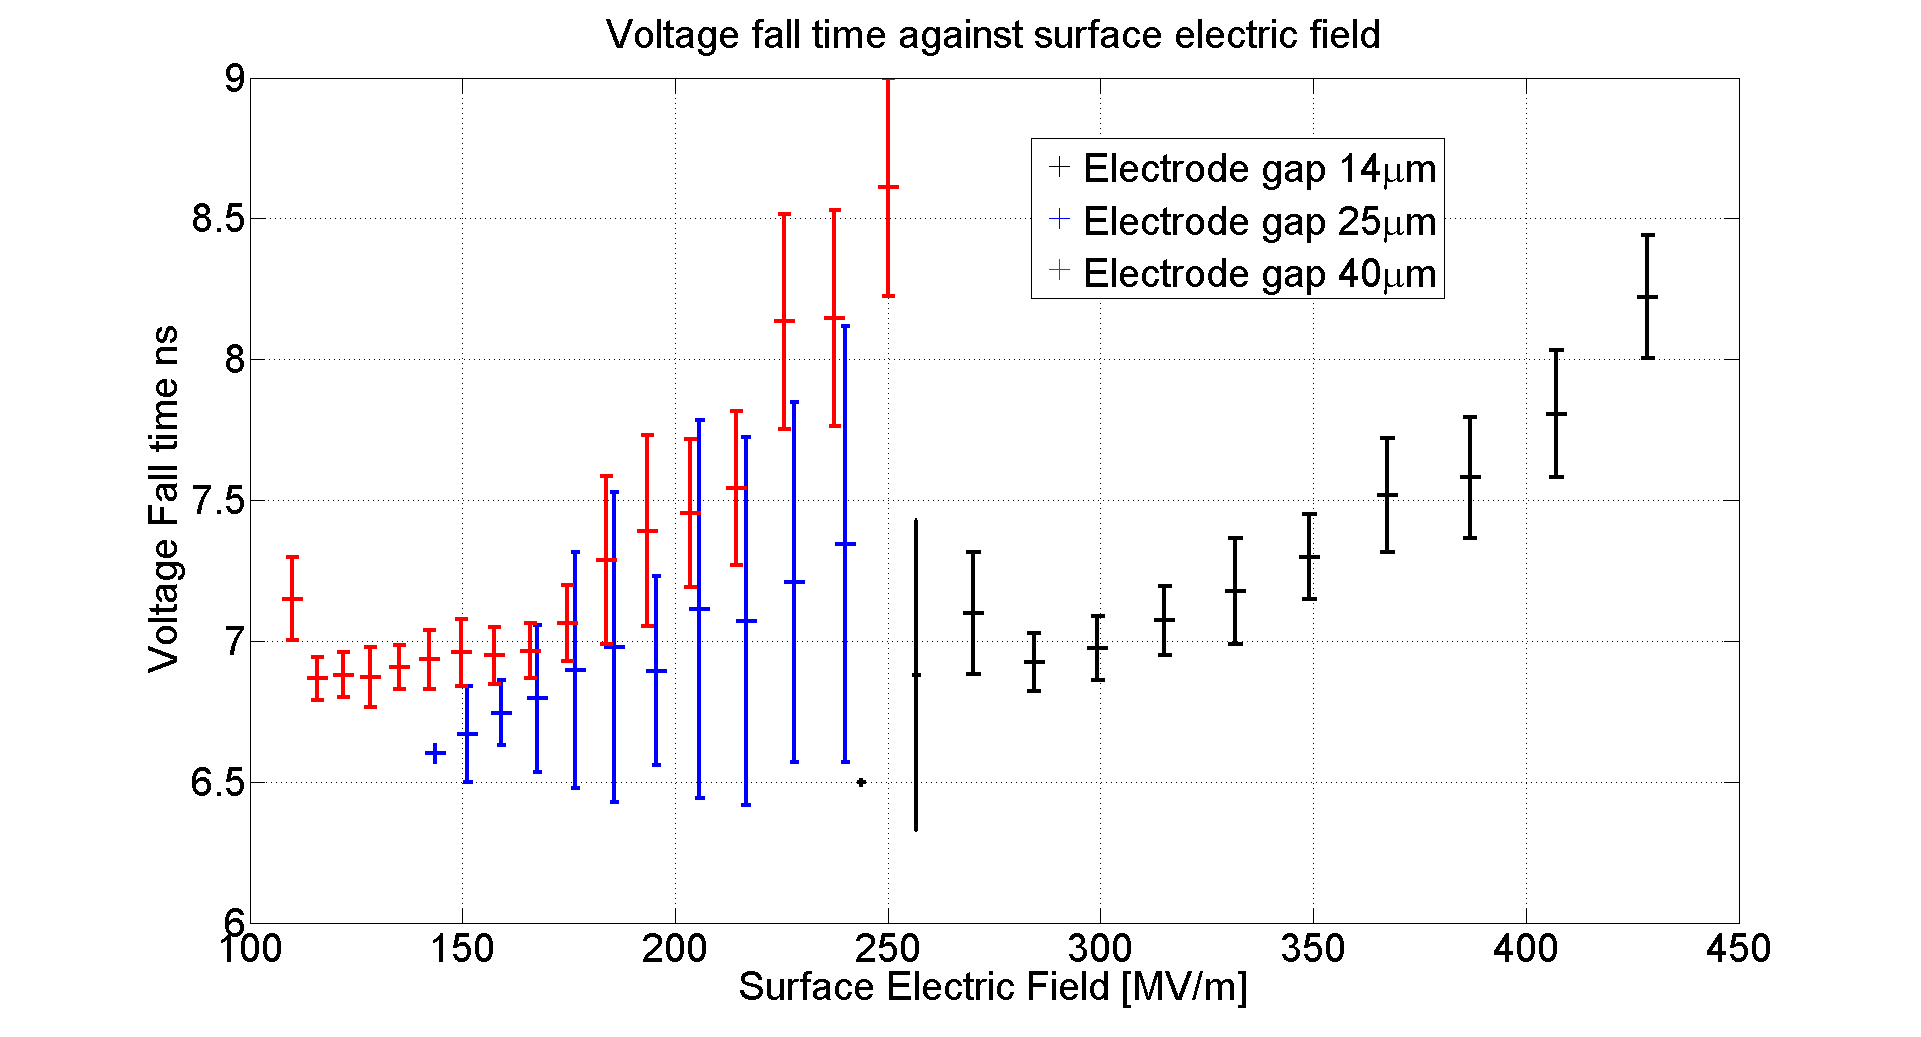 Voltage fall time against surface electric field
9
8.5
8
7.5
7
6.5
6
Voltage Fall time ns
Electrode gap 14μm
Electrode gap 25μm
Electrode gap 40μm
100 150 200 250 300 350 400 450
Surface Electric Field [MV/m]